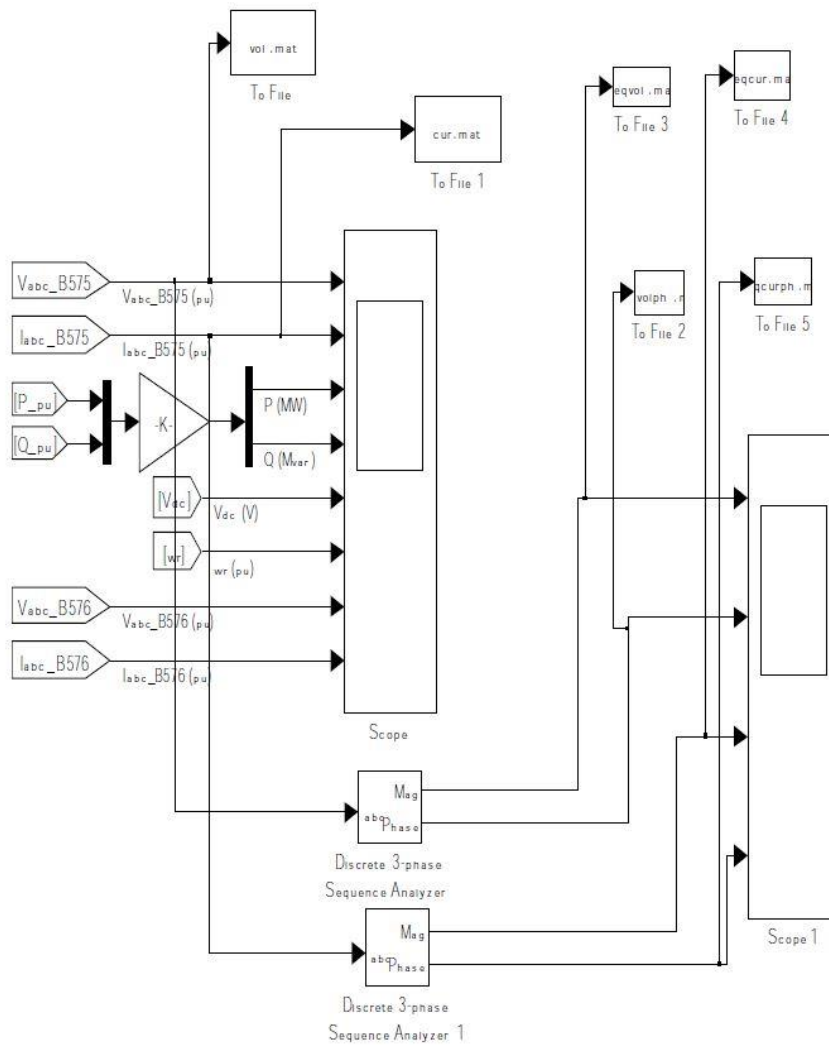 vol .mat
To File
cur.mat
To File 1
eqvol.ma
To File 3
eqcur.ma
To File 4
Vabc_B575
Vabc_B575 (pu)
Iabc_B575
Iabc_B575 (pu)
[P_pu]
[Q_pu]
-K-
P (MW)
Q (Mvar)
[Vdc]
Vdc (V)
[wr]
wr (pu)
Vabc_B576
Vabc_B576 (pu)
Iabc_B576
Iabc_B576 (pu)
Scope
volph .n
To File 2
qcurph .m
To File 5
Scope 1
Mag
abc
Phase
Discrete 3-phase
Sequence Analyzer
Mag
abc
Phase
Discrete 3-phase
Sequence Analyzer 1